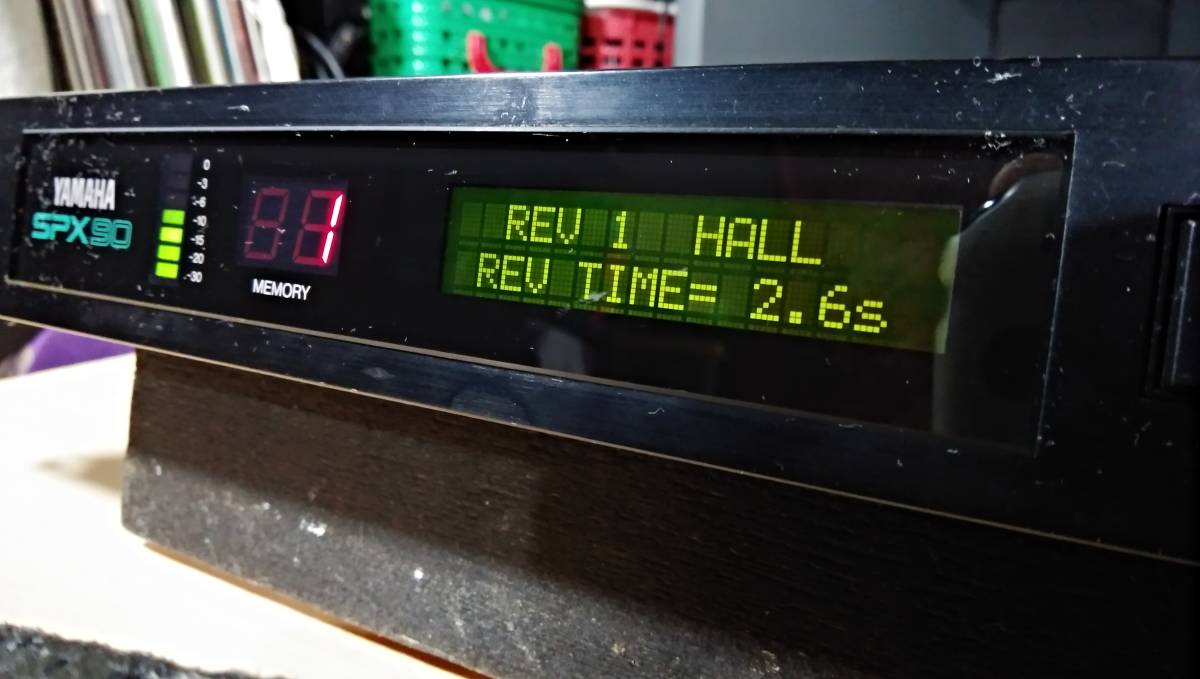 YAMAHA
SPX90
0
-3
-6
-10
-15
-20
-30
1
MEMORY
REV 1 HALL
REV TIME= 2.6s